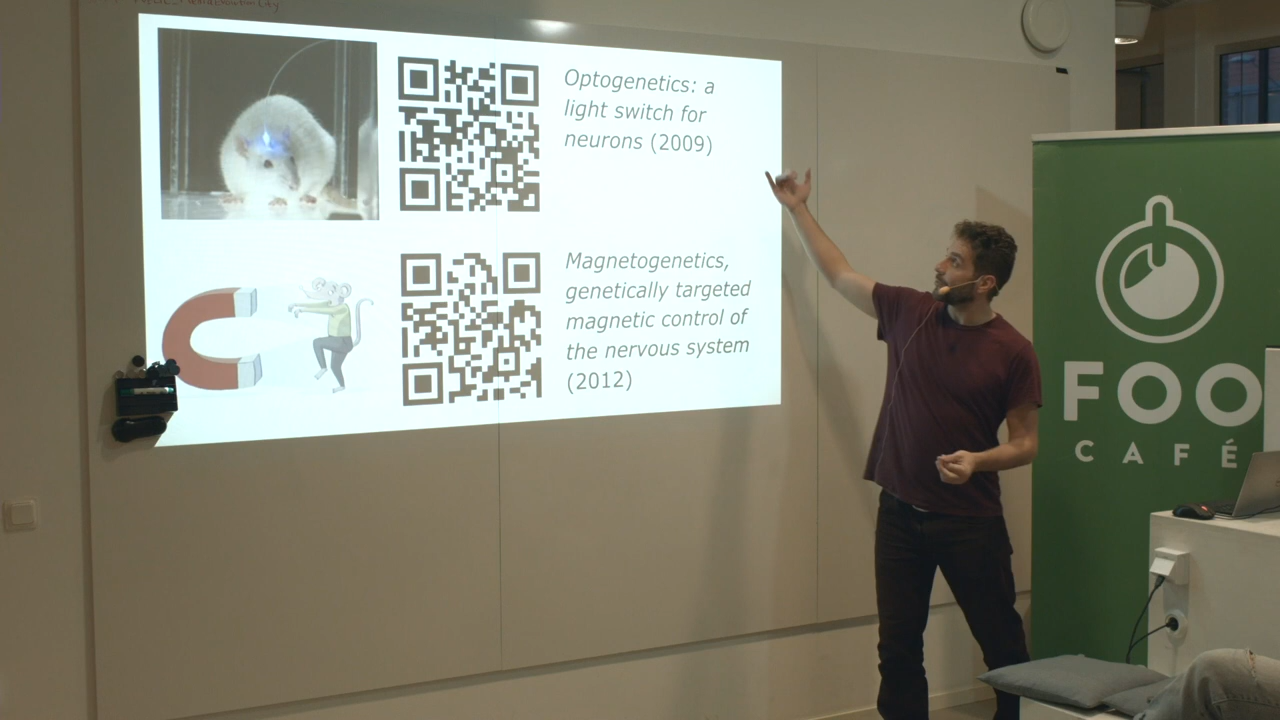 Optogenetics: a
light switch for
neurons (2009)
Magnetogenetics,
genetically targeted
magnetic control of
the nervous system
(2012)
FOO
CAFÉ